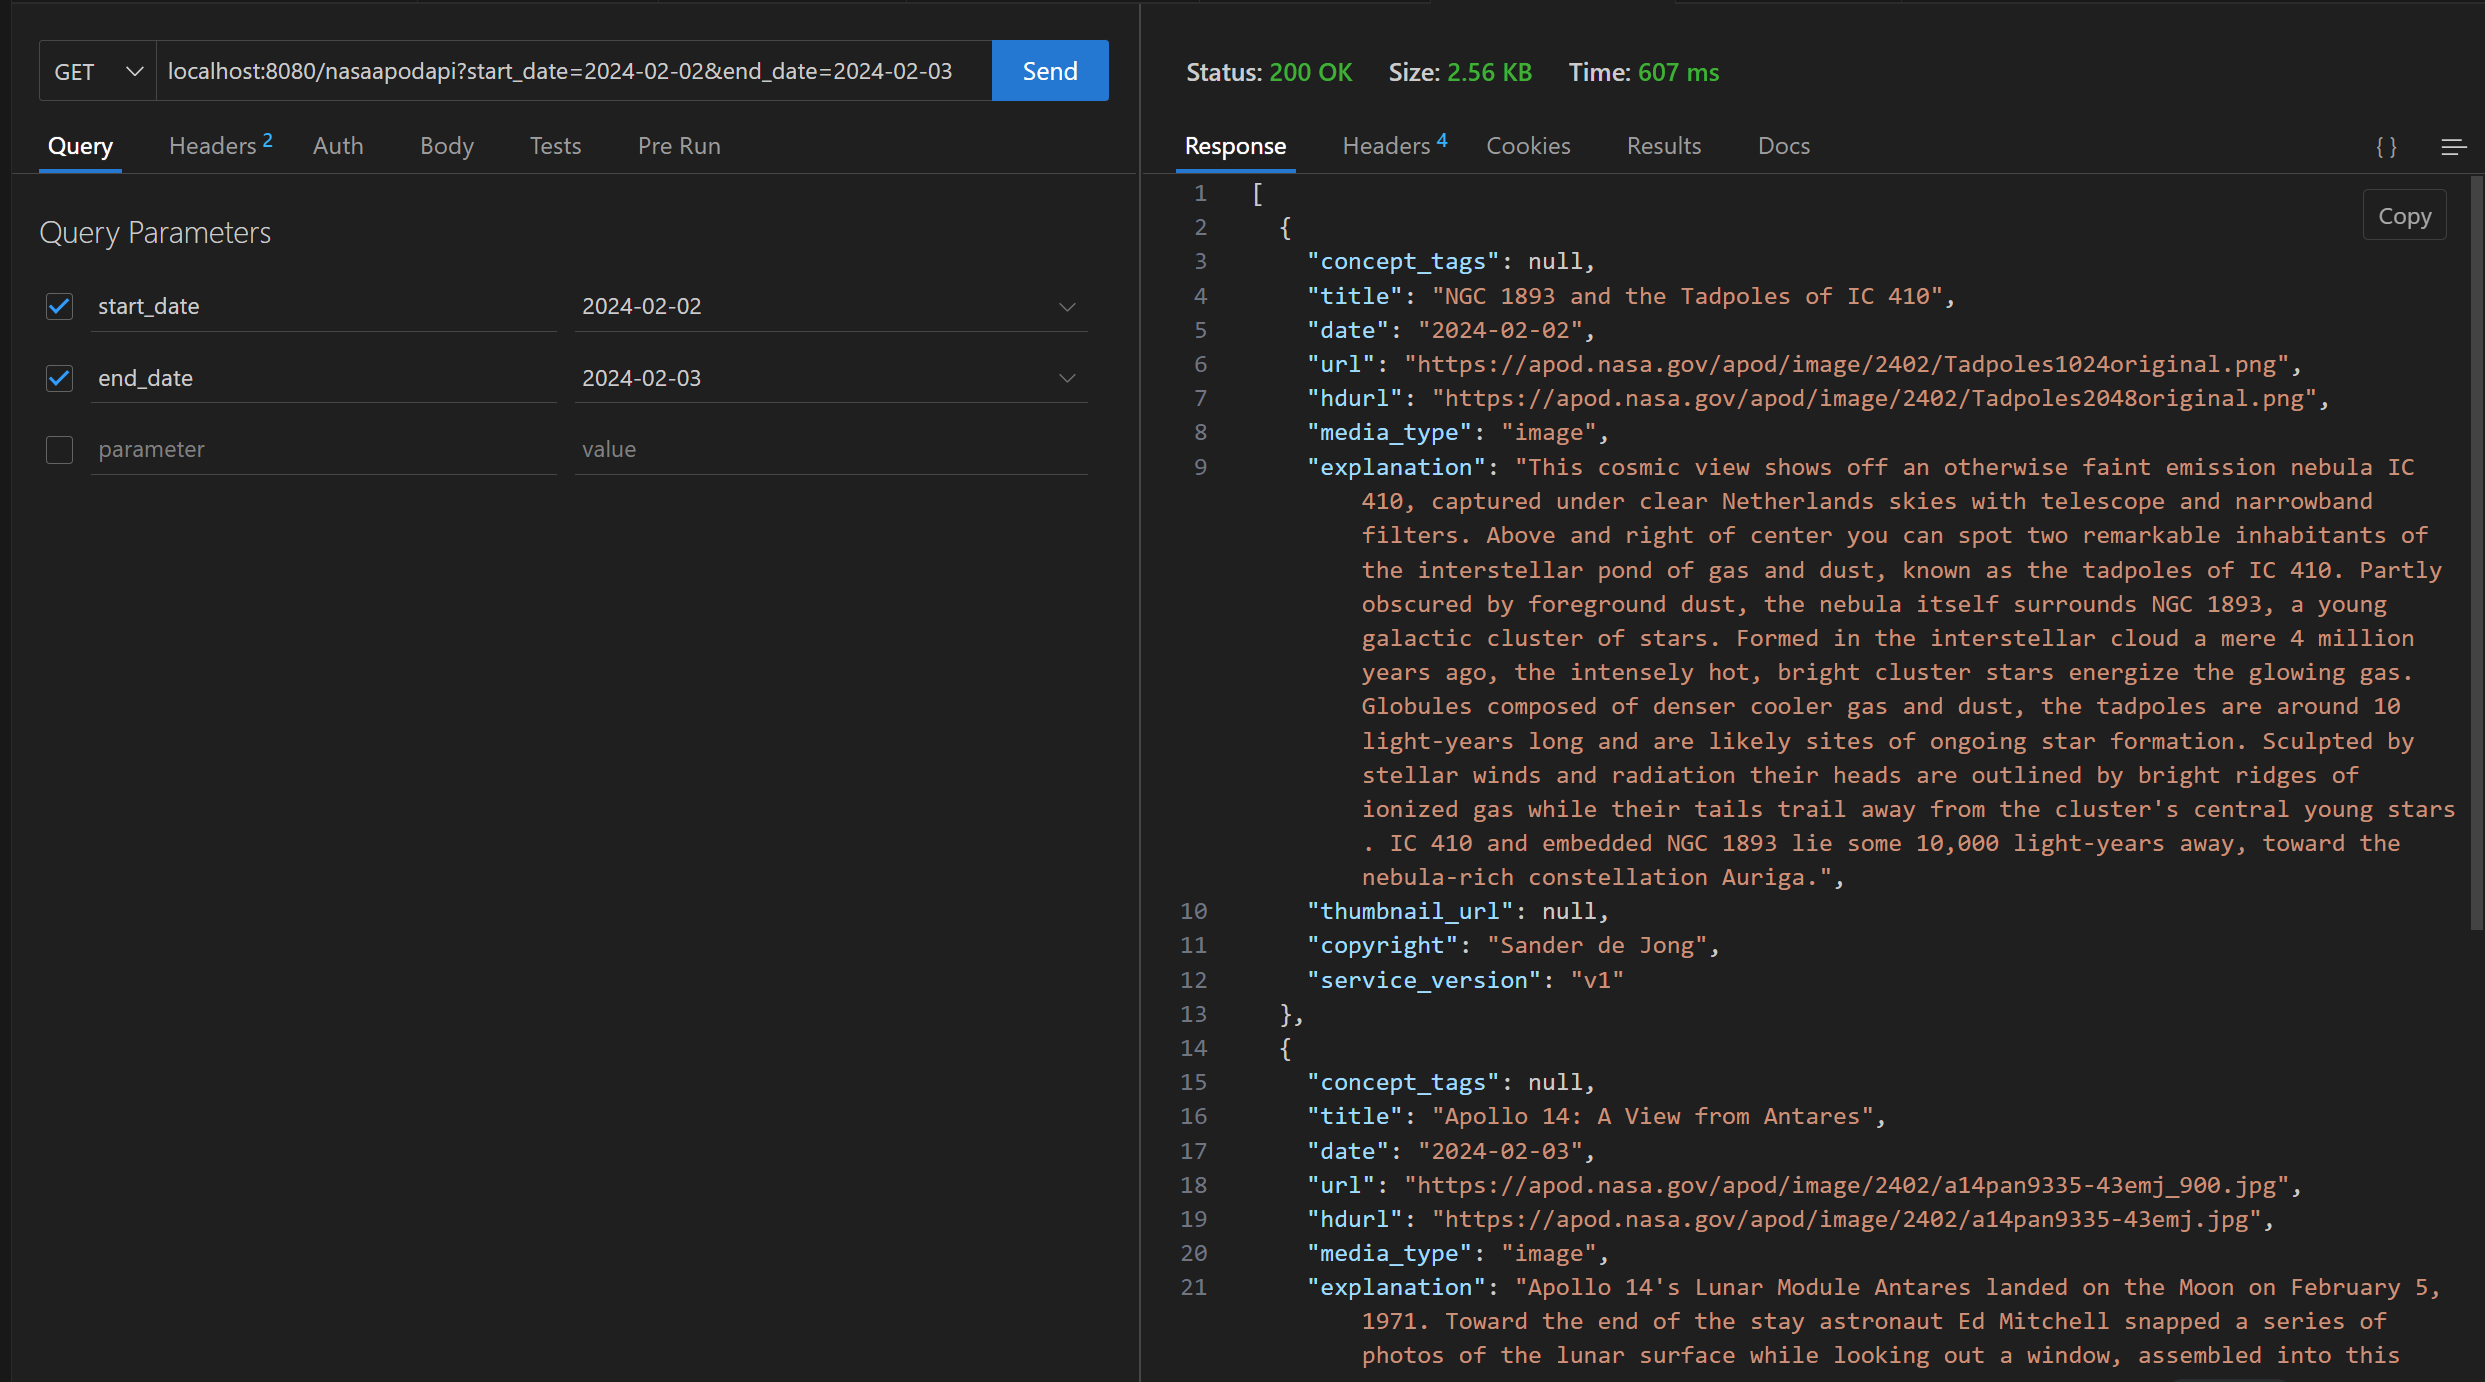 GET localhost:8080/nasaapodapi?start_date=2024-02-02&end_date=2024-02-03 Send
Query Headers 2 Auth Body Tests Pre Run
Query Parameters
start_date 2024-02-02
end_date 2024-02-03
parameter value
Status: 200 OK Size: 2.56 KB Time: 607 ms
Response Headers 4 Cookies Results Docs { }
Copy
1 [
2 {
3 "concept_tags": null,
4 "title": "NGC 1893 and the Tadpoles of IC 410",
5 "date": "2024-02-02",
6 "url": "https://apod.nasa.gov/apod/image/2402/Tadpoles1024original.png",
7 "hdurl": "https://apod.nasa.gov/apod/image/2402/Tadpoles2048original.png",
8 "media_type": "image",
9 "explanation": "This cosmic view shows off an otherwise faint emission nebula IC
410, captured under clear Netherlands skies with telescope and narrowband
filters. Above and right of center you can spot two remarkable inhabitants of
the interstellar pond of gas and dust, known as the tadpoles of IC 410. Partly
obscured by foreground dust, the nebula itself surrounds NGC 1893, a young
galactic cluster of stars. Formed in the interstellar cloud a mere 4 million
years ago, the intensely hot, bright cluster stars energize the glowing gas.
Globules composed of denser cooler gas and dust, the tadpoles are around 10
light-years long and are likely sites of ongoing star formation. Sculpted by
stellar winds and radiation their heads are outlined by bright ridges of
ionized gas while their tails trail away from the cluster's central young stars
. IC 410 and embedded NGC 1893 lie some 10,000 light-years away, toward the
nebula-rich constellation Auriga.",
10 "thumbnail_url": null,
11 "copyright": "Sander de Jong",
12 "service_version": "v1"
13 },
14 {
15 "concept_tags": null,
16 "title": "Apollo 14: A View from Antares",
17 "date": "2024-02-03",
18 "url": "https://apod.nasa.gov/apod/image/2402/a14pan9335-43emj_900.jpg",
19 "hdurl": "https://apod.nasa.gov/apod/image/2402/a14pan9335-43emj.jpg",
20 "media_type": "image",
21 "explanation": "Apollo 14's Lunar Module Antares landed on the Moon on February 5,
1971. Toward the end of the stay astronaut Ed Mitchell snapped a series of
photos of the lunar surface while looking out a window, assembled into this